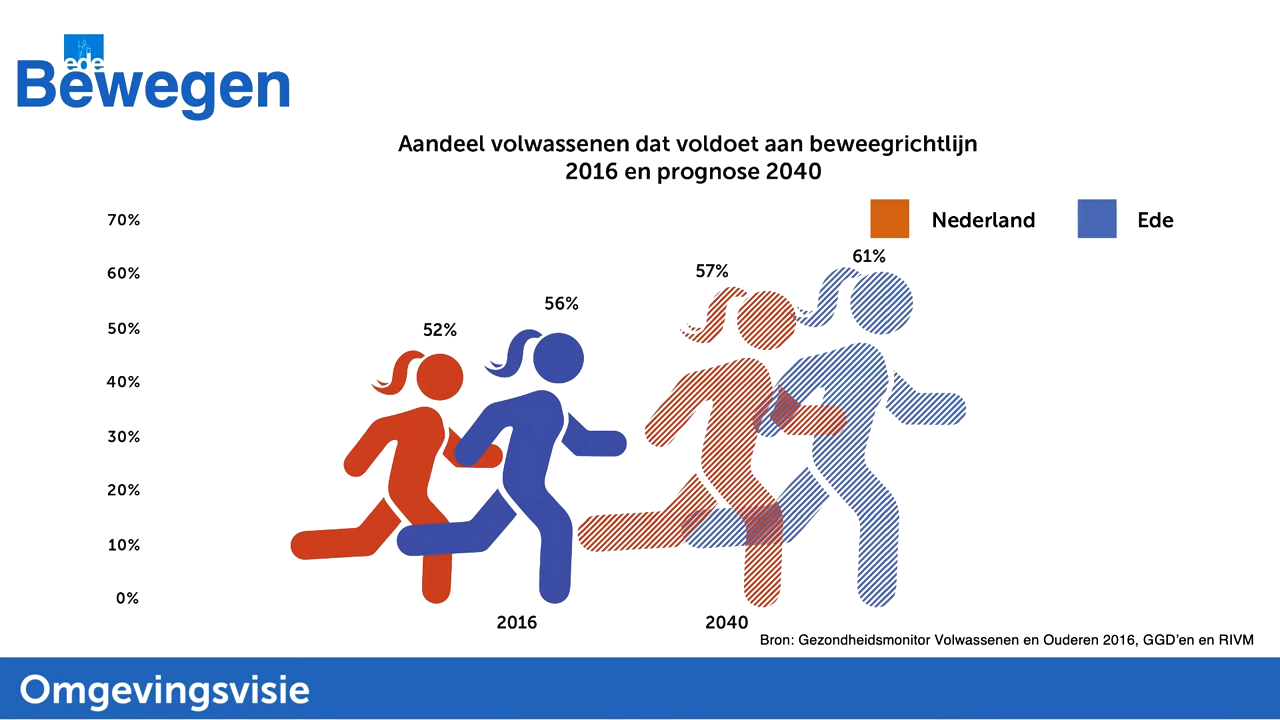 ede
Bewegen
Aandeel volwassenen dat voldoet aan beweegrichtlijn
2016 en prognose 2040
Nederland
Ede
70%
60%
50%
40%
30%
20%
10%
0%
52%
56%
57%
61%
2016
2040
Bron: Gezondheidsmonitor Volwassenen en Ouderen 2016, GGD'en en RIVM
Omgevingsvisie